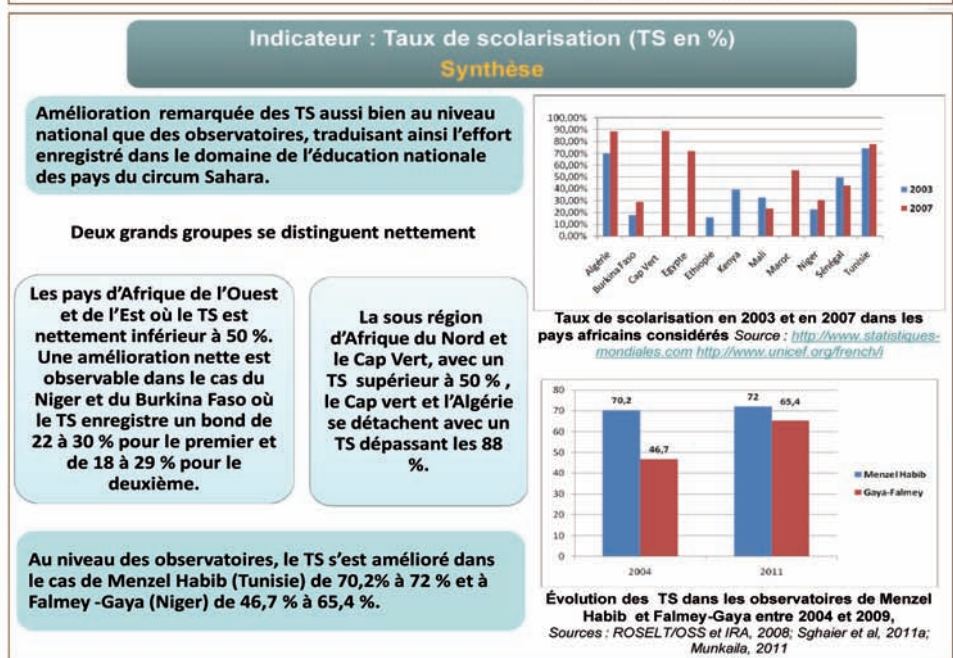 Indicateur : Taux de scolarisation (TS en %)
Synthèse
Amélioration remarquée des TS aussi bien au niveau
national que des observatoires, traduisant ainsi l'effort
enregistré dans le domaine de l'éducation nationale
des pays du circum Sahara.
Deux grands groupes se distinguent nettement
Les pays d'Afrique de l'Ouest
et de l'Est où le TS est
nettement inférieur à 50 %.
Une amélioration nette est
observable dans le cas du
Niger et du Burkina Faso où
le TS enregistre un bond de
22 à 30 % pour le premier et
de 18 à 29 % pour le
deuxième.
La sous région
d'Afrique du Nord et
le Cap Vert, avec un
TS supérieur à 50 % ,
le Cap vert et l'Algérie
se détachent avec un
TS dépassant les 88
%.
Au niveau des observatoires, le TS s'est amélioré dans
le cas de Menzel Habib (Tunisie) de 70,2% à 72 % et à
Falmey -Gaya (Niger) de 46,7 % à 65,4 %.
100,00%
90,00%
80,00%
70,00%
60,00%
50,00%
40,00%
30,00%
20,00%
10,00%
0,00%
Algérie
Burkina Faso
Cap Vert
Egypte
Ethiopie
Kenya
Mali
Maroc
Niger
Sénégal
Tunisie
2003
2007
Taux de scolarisation en 2003 et en 2007 dans les
pays africains considérés Source : http://www.statistiques-
mondiales.com http://www.unicef.org/french/i
80
70
60
50
40
30
20
10
0
70,2
46,7
72
65,4
2004
2011
Menzel Habib
Gaya-Falmey
Évolution des TS dans les observatoires de Menzel
Habib et Falmey-Gaya entre 2004 et 2009,
Sources : ROSELT/OSS et IRA, 2008; Sghaier et al, 2011a;
Munkaila, 2011